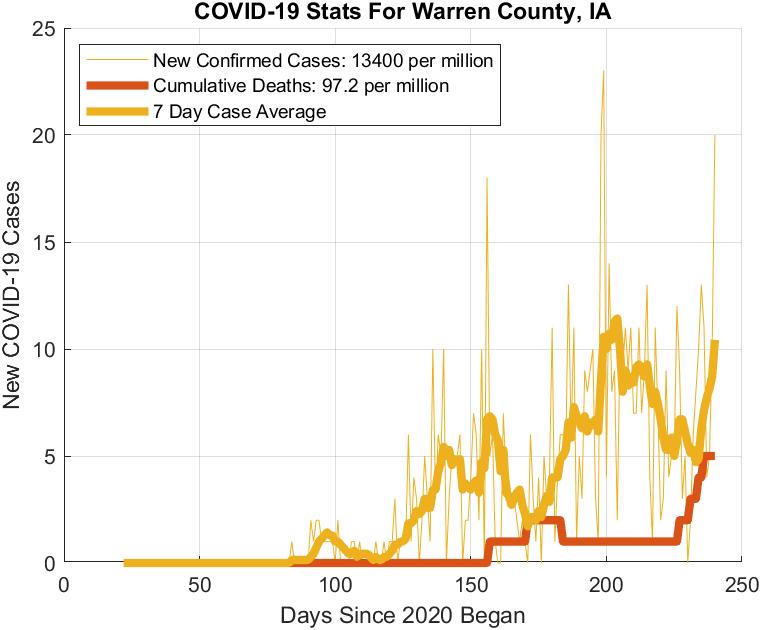 COVID-19 Stats For Warren County, IA
New Confirmed Cases: 13400 per million
Cumulative Deaths: 97.2 per million
7 Day Case Average
New COVID-19 Cases
25
20
15
10
5
0
0 50 100 150 200 250
Days Since 2020 Began